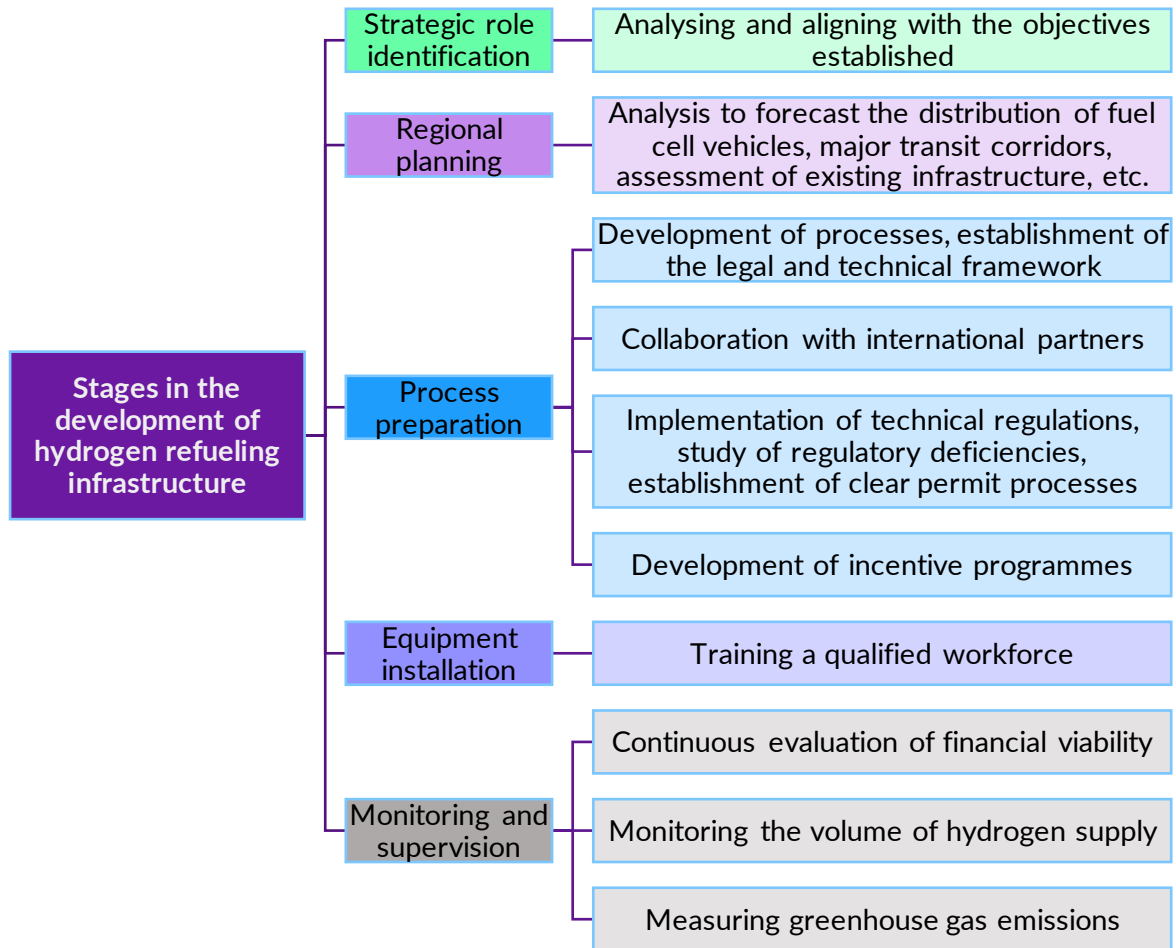 Stages in the
development of
hydrogen refueling
infrastructure
Strategic role
identification
Analysing and aligning with the objectives
established
Regional
planning
Analysis to forecast the distribution of fuel
cell vehicles, major transit corridors,
assessment of existing infrastructure, etc.
Process
preparation
Development of processes, establishment of
the legal and technical framework
Collaboration with international partners
Implementation of technical regulations,
study of regulatory deficiencies,
establishment of clear permit processes
Development of incentive programmes
Equipment
installation
Training a qualified workforce
Monitoring and
supervision
Continuous evaluation of financial viability
Monitoring the volume of hydrogen supply
Measuring greenhouse gas emissions